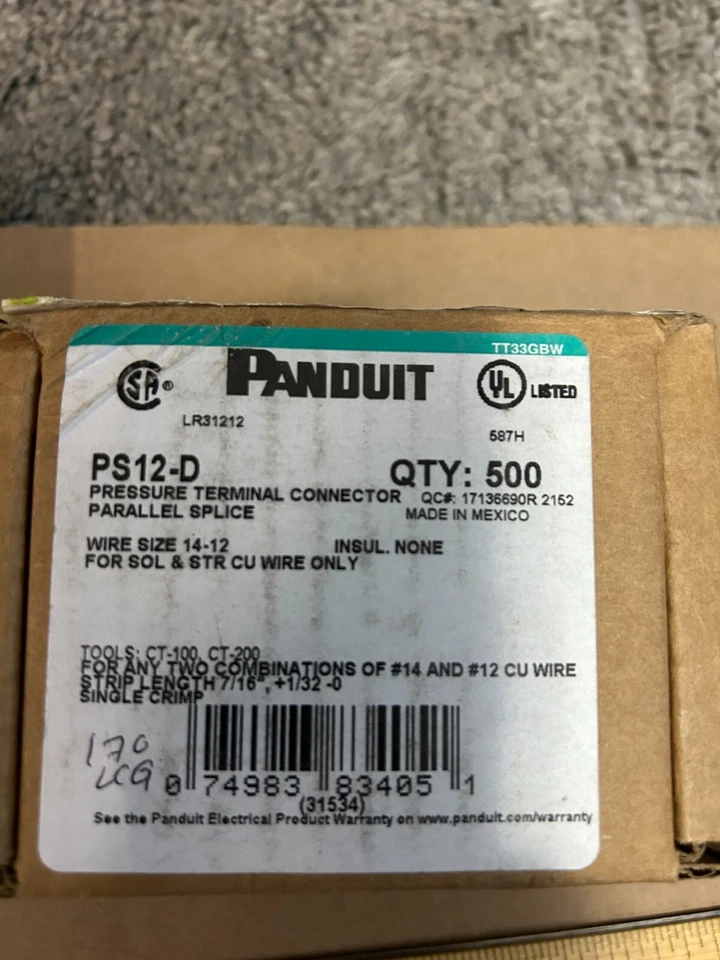 TT33GBW
SA ® PANDUIT UL LISTED
LR31212 587H
PS12-D QTY: 500
PRESSURE TERMINAL CONNECTOR QC#: 17136690R 2152
PARALLEL SPLICE MADE IN MEXICO
WIRE SIZE 14-12 INSUL. NONE
FOR SOL & STR CU WIRE ONLY
TOOLS: CT-100, CT-200
FOR ANY TWO COMBINATIONS OF #14 AND #12 CU WIRE
STRIP LENGTH 7/16", +1/32 -0
SINGLE CRIMP
170
LCG
0 74983 83405 1
(31534)
See the Panduit Electrical Product Warranty on www.panduit.com/warranty